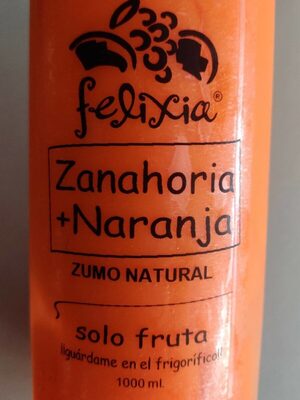 felixia®
Zanahoria
+Naranja
ZUMO NATURAL
solo fruta
¡¡guárdame en el frigorífico!!
1000 ml.